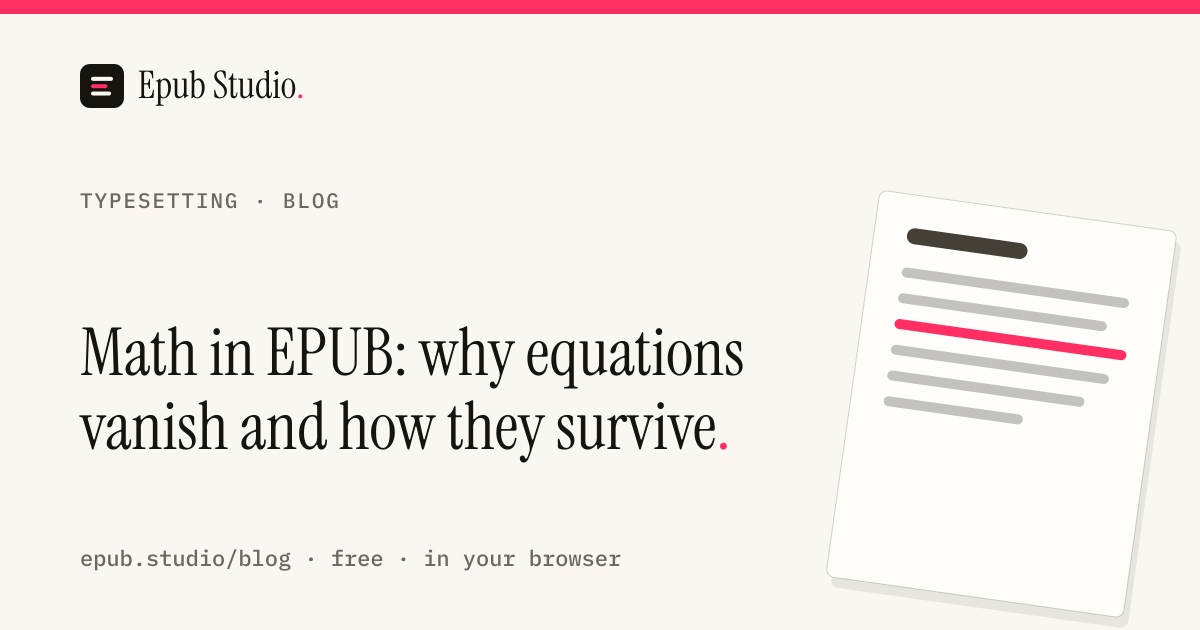 Epub Studio.
TYPESETTING · BLOG
Math in EPUB: why equations
vanish and how they survive.
epub.studio/blog · free · in your browser